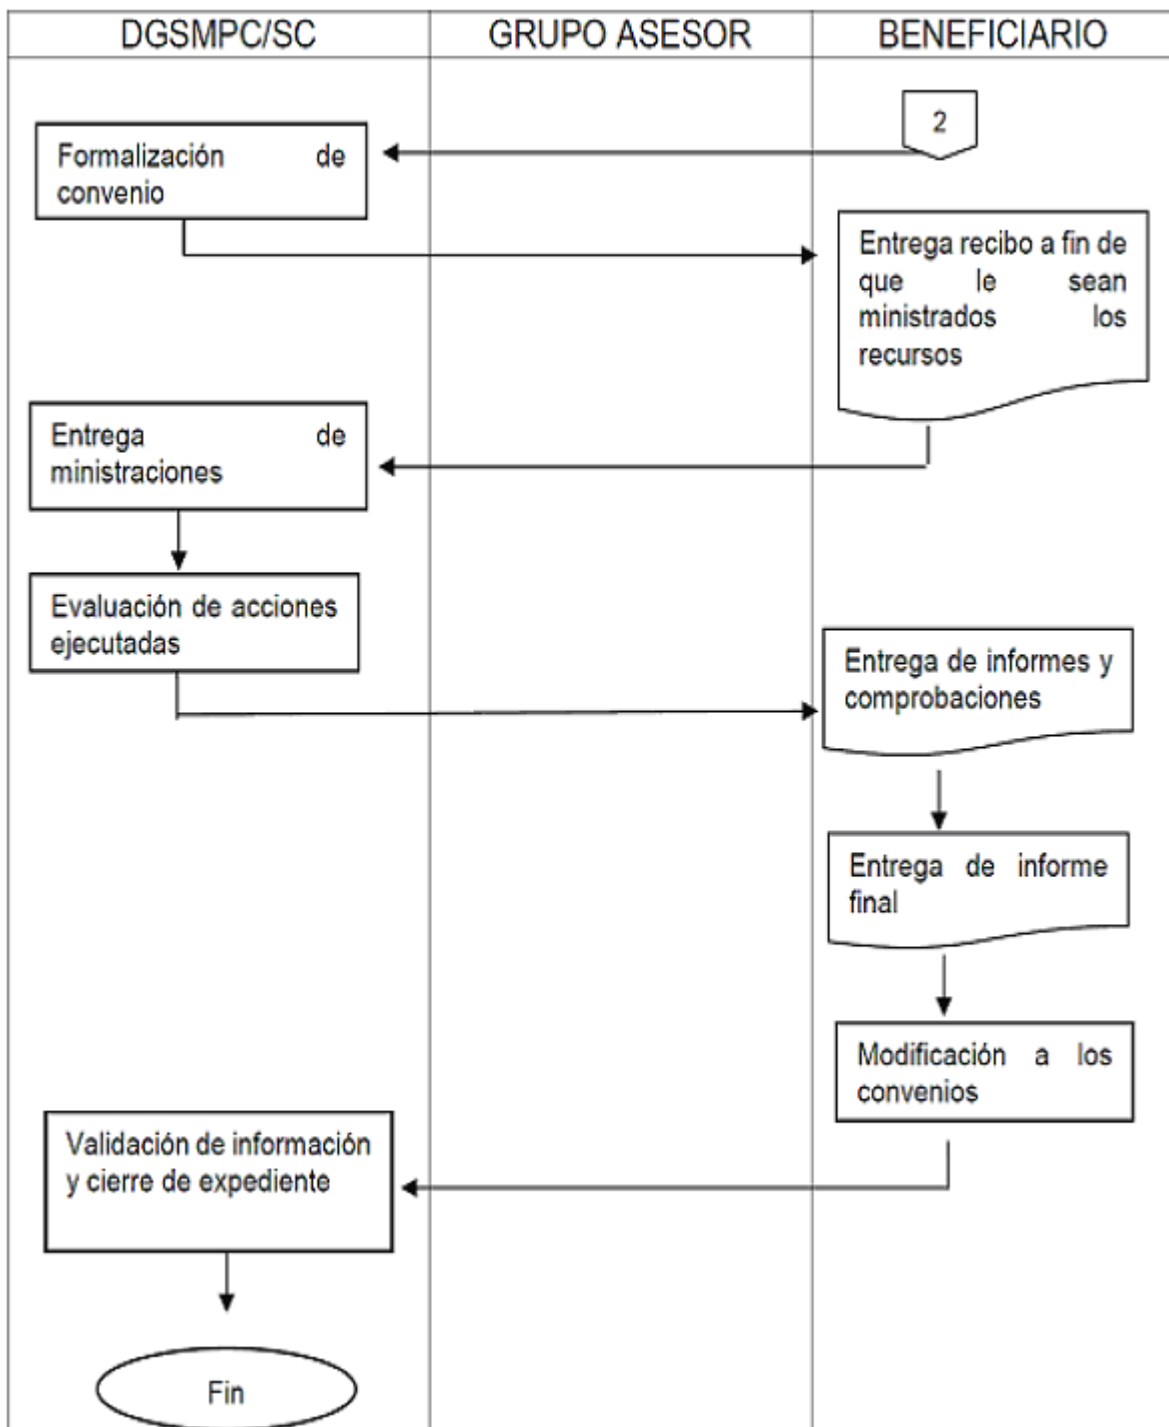 DGSMPC/SC GRUPO ASESOR BENEFICIARIO
2
Formalización de
convenio
Entrega recibo a fin de
que le sean
ministrados los
recursos
Entrega de
ministraciones
Evaluación de acciones
ejecutadas
Entrega de informes y
comprobaciones
Entrega de informe
final
Modificación a los
convenios
Validación de información
y cierre de expediente
Fin